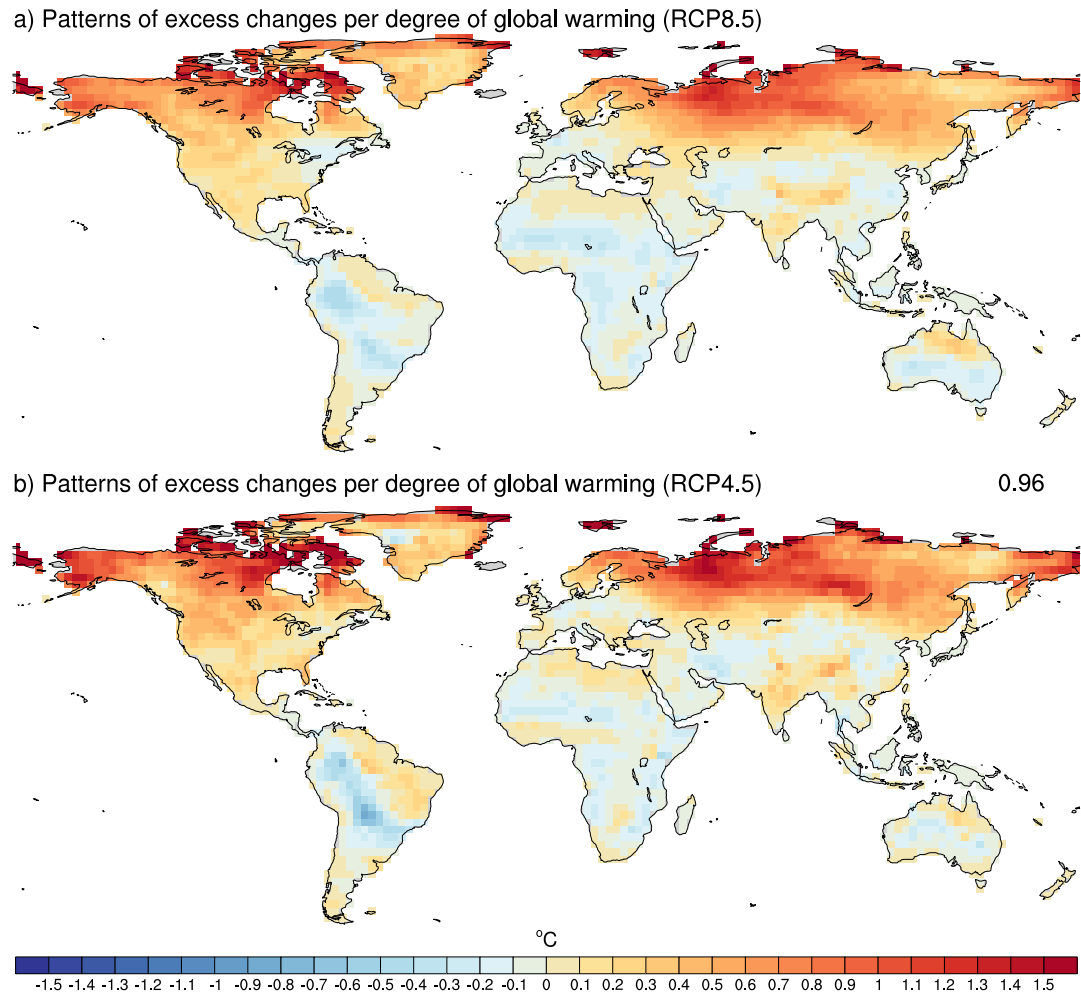 a) Patterns of excess changes per degree of global warming (RCP8.5)
b) Patterns of excess changes per degree of global warming (RCP4.5) 0.96
°C
-1.5 -1.4 -1.3 -1.2 -1.1 -1 -0.9 -0.8 -0.7 -0.6 -0.5 -0.4 -0.3 -0.2 -0.1 0 0.1 0.2 0.3 0.4 0.5 0.6 0.7 0.8 0.9 1 1.1 1.2 1.3 1.4 1.5